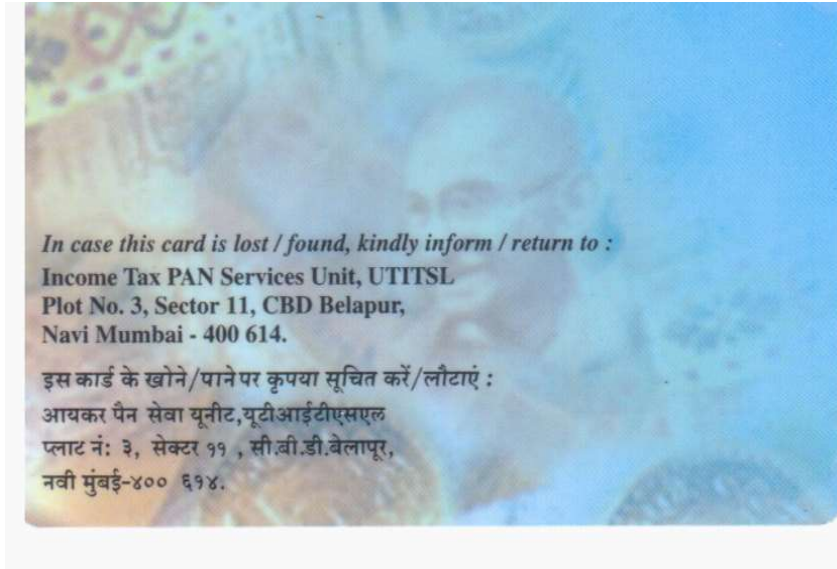 In case this card is lost / found, kindly inform / return to :
Income Tax PAN Services Unit, UTITSL
Plot No. 3, Sector 11, CBD Belapur,
Navi Mumbai - 400 614.
इस कार्ड के खोने/पाने पर कृपया सूचित करें/लौटाएं :
आयकर पैन सेवा यूनीट,यूटीआईटीएसएल
प्लाट नं: ३, सेक्टर ११ , सी.बी.डी.बेलापूर,
नवी मुंबई-४०० ६१४.